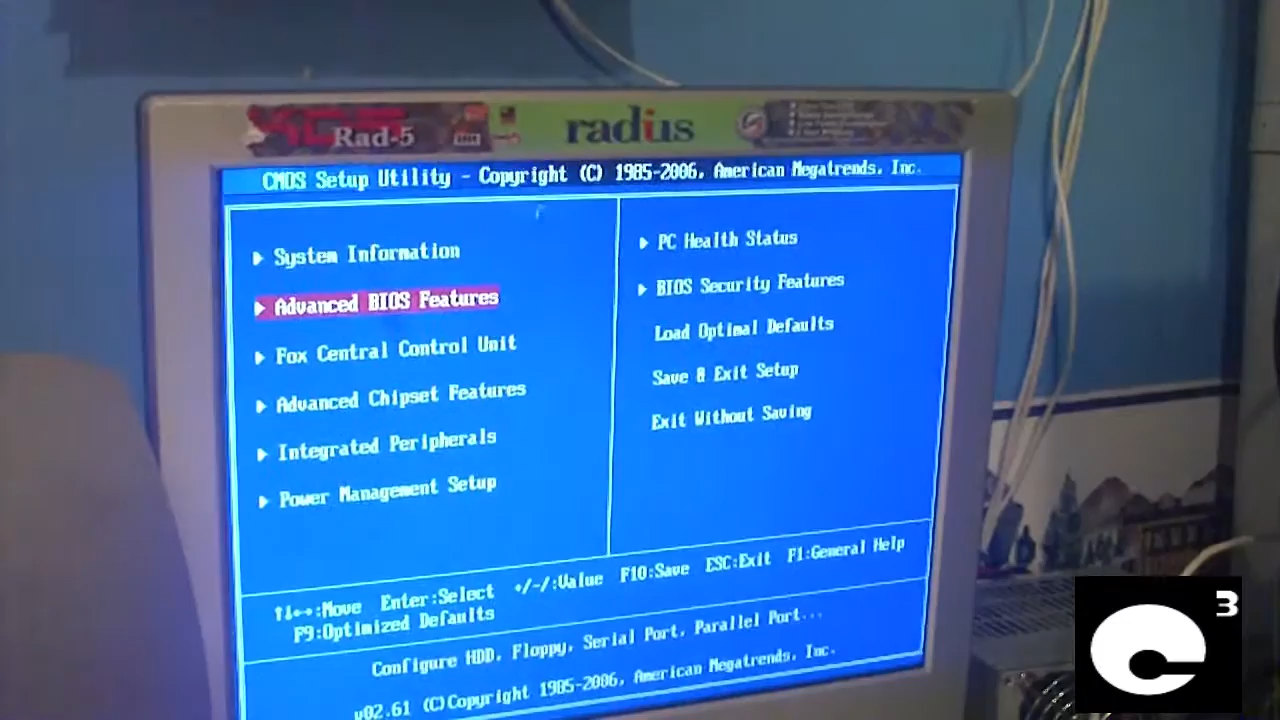 Rad-5
radius
CMOS Setup Utility - Copyright (C) 1985-2006, American Megatrends, Inc.
System Information
Advanced BIOS Features
Fox Central Control Unit
Advanced Chipset Features
Integrated Peripherals
Power Management Setup
PC Health Status
BIOS Security Features
Load Optimal Defaults
Save & Exit Setup
Exit Without Saving
↑↓←→:Move Enter:Select +/-/:Value F10:Save ESC:Exit F1:General Help
F9:Optimized Defaults
Configure HDD, Floppy, Serial Port, Parallel Port...
v02.61 (C)Copyright 1985-2006, American Megatrends, Inc.
3